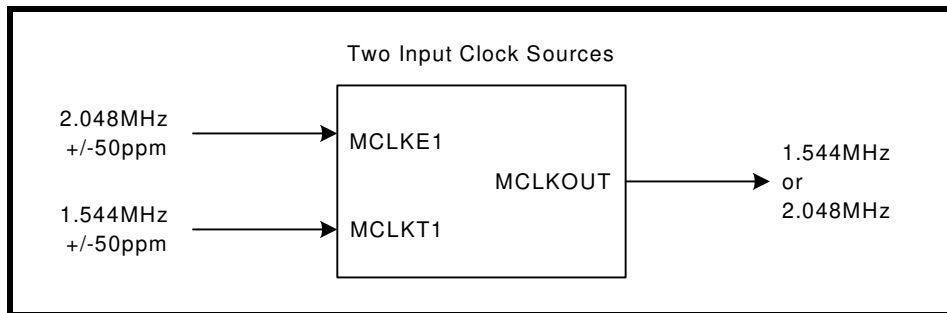 Two Input Clock Sources
2.048MHz
+/-50ppm
MCLKE1
MCLKOUT
1.544MHz
or
2.048MHz
1.544MHz
+/-50ppm
MCLKT1